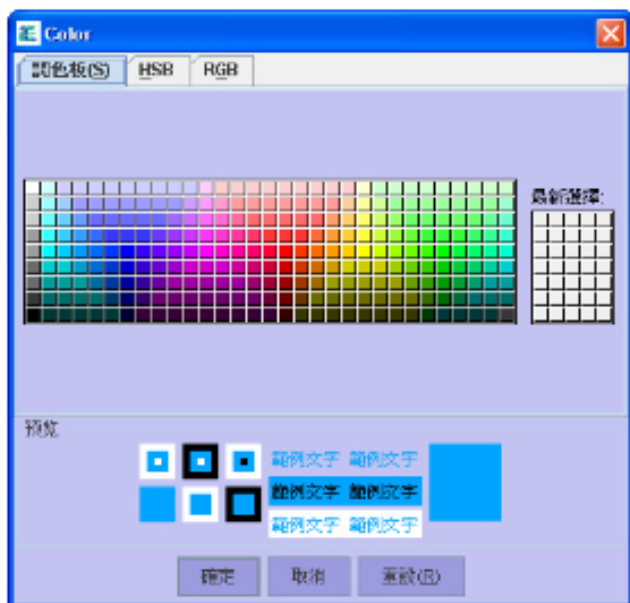 Color
調色板(S) HSB RGB
最新選擇:
預覽
範例文字 範例文字
範例文字 範例文字
範例文字 範例文字
確定 取消 重設(R)